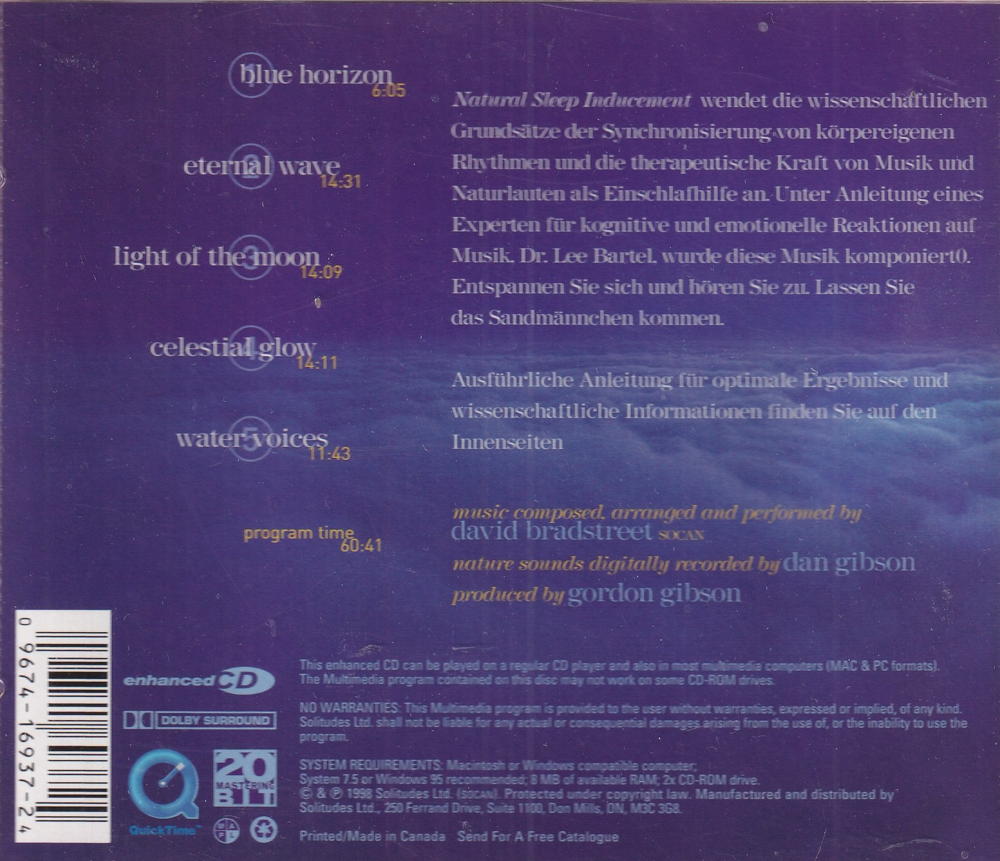 1
blue horizon
6:05
2
eternal wave
14:31
3
light of the moon
14:09
4
celestial glow
14:11
5
water voices
11:43
program time
60:41
Natural Sleep Inducement wendet die wissenschaftlichen
Grundsätze der Synchronisierung von körpereigenen
Rhythmen und die therapeutische Kraft von Musik und
Naturlauten als Einschlafhilfe an. Unter Anleitung eines
Experten für kognitive und emotionelle Reaktionen auf
Musik, Dr. Lee Bartel, wurde diese Musik komponiert0.
Entspannen Sie sich und hören Sie zu. Lassen Sie
das Sandmännchen kommen.
Ausführliche Anleitung für optimale Ergebnisse und
wissenschaftliche Informationen finden Sie auf den
Innenseiten
music composed, arranged and performed by
david bradstreet SOCAN
nature sounds digitally recorded by dan gibson
produced by gordon gibson
0 9674-16937-2 4
enhanced CD
DOLBY SURROUND
QuickTime™
20
MASTERING
BIT
M A P L
This enhanced CD can be played on a regular CD player and also in most multimedia computers (MAC & PC formats).
The Multimedia program contained on this disc may not work on some CD-ROM drives.
NO WARRANTIES: This Multimedia program is provided to the user without warranties, expressed or implied, of any kind.
Solitudes Ltd. shall not be liable for any actual or consequential damages arising from the use of, or the inability to use the
program.
SYSTEM REQUIREMENTS: Macintosh or Windows compatible computer;
System 7.5 or Windows 95 recommended; 8 MB of available RAM; 2x CD-ROM drive.
© & ℗ 1998 Solitudes Ltd. (SOCAN). Protected under copyright law. Manufactured and distributed by
Solitudes Ltd., 250 Ferrand Drive, Suite 1100, Don Mills, ON, M3C 3G8.
Printed/Made in Canada Send For A Free Catalogue